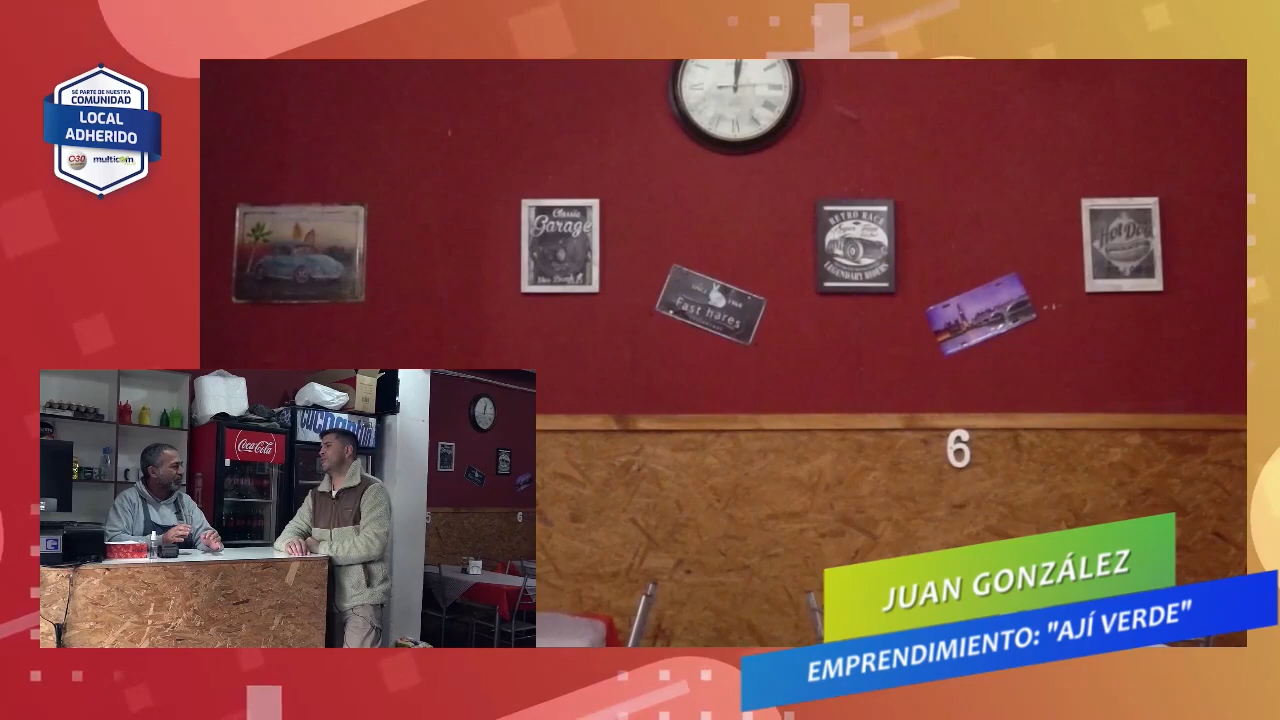 SÉ PARTE DE NUESTRA
COMUNIDAD
LOCAL
ADHERIDO
multicom
Classic
Garage
RETRO RACE
LEGENDARY RIDERS
Hot Dog
Fast hares
6
Coca-Cola
6
JUAN GONZÁLEZ
EMPRENDIMIENTO: "AJÍ VERDE"